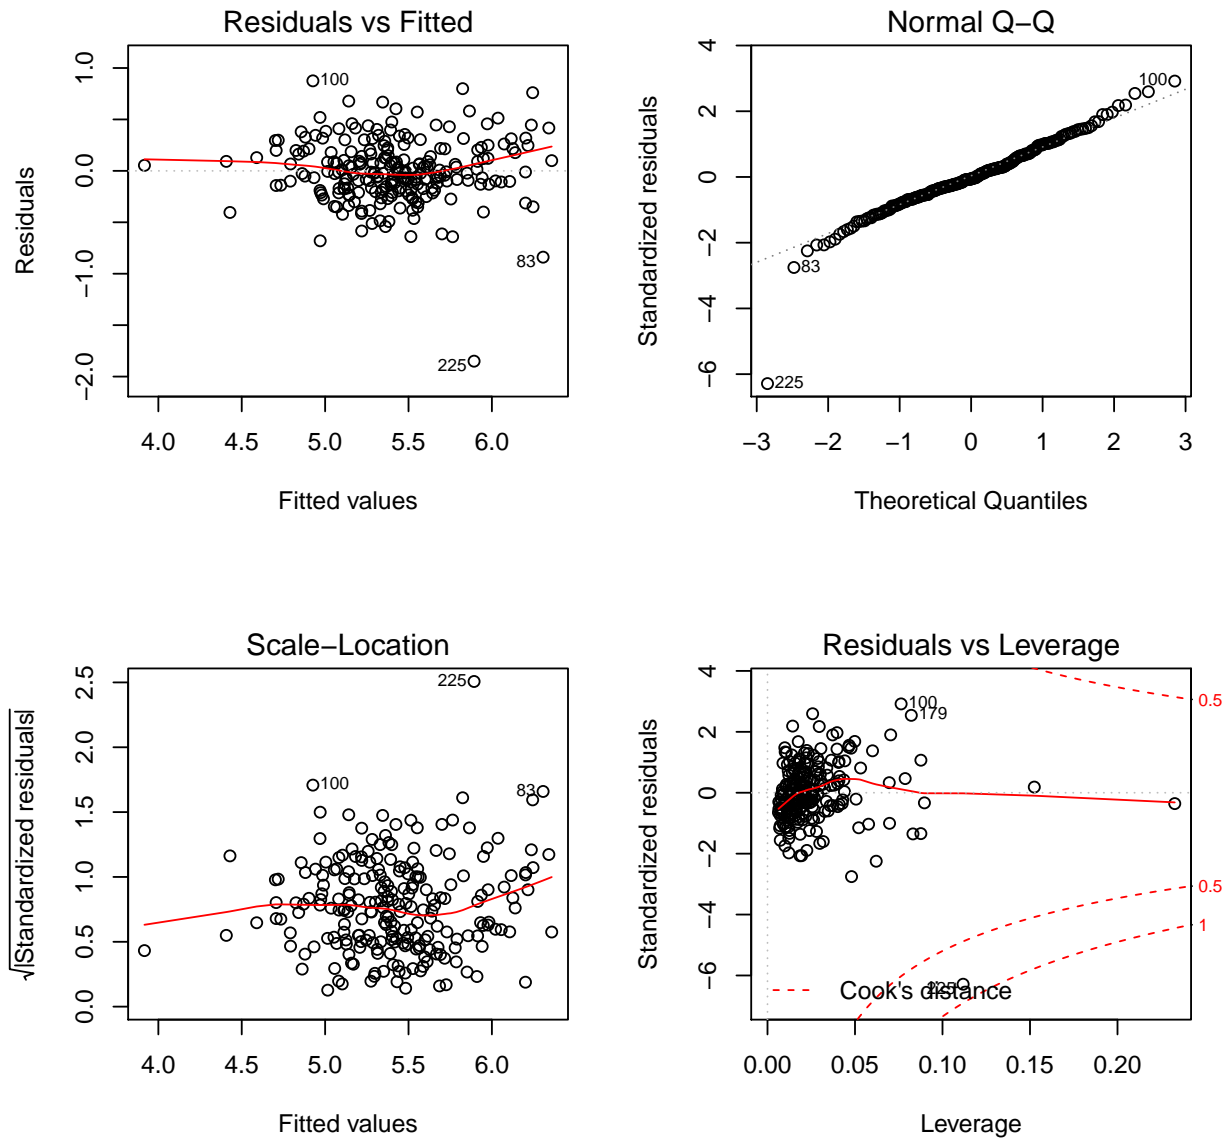 Residuals vs Fitted
1.0
0.0
−1.0
−2.0
Residuals
100
83
225
4.0 4.5 5.0 5.5 6.0
Fitted values
Normal Q−Q
4
2
0
−2
−4
−6
Standardized residuals
100
83
225
−3 −2 −1 0 1 2 3
Theoretical Quantiles
Scale−Location
2.5
2.0
1.5
1.0
0.5
0.0
√|Standardized residuals|
225
100
83
4.0 4.5 5.0 5.5 6.0
Fitted values
Residuals vs Leverage
4
2
0
−2
−4
−6
Standardized residuals
100
179
225
0.5
0.5
1
Cook's distance
0.00 0.05 0.10 0.15 0.20
Leverage